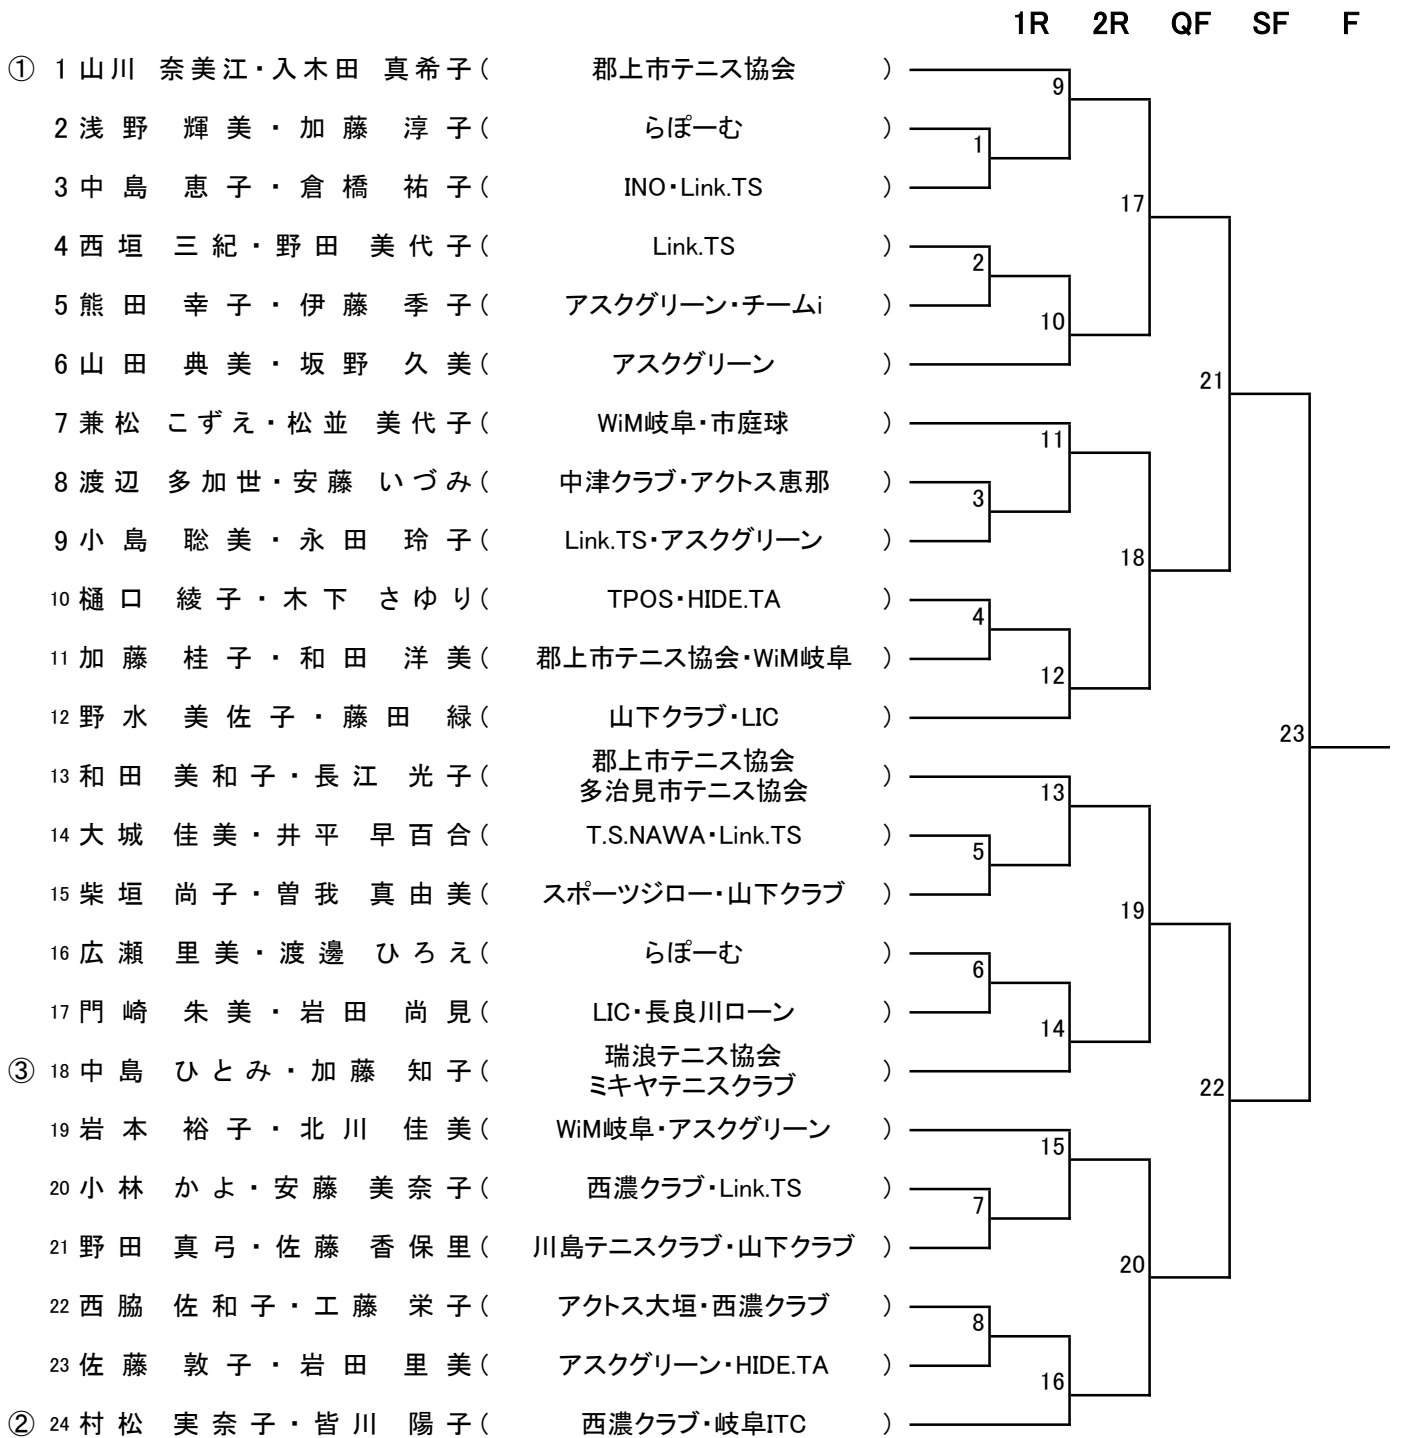 1R 2R QF SF F
① 1 山川 奈美江・入木田 真希子( 郡上市テニス協会 )
9
2 浅野 輝美・加藤 淳子( らぽーむ )
1
3 中島 恵子・倉橋 祐子( INO・Link.TS )
17
4 西垣 三紀・野田 美代子( Link.TS )
2
5 熊田 幸子・伊藤 季子( アスクグリーン・チームi )
10
6 山田 典美・坂野 久美( アスクグリーン )
21
7 兼松 こずえ・松並 美代子( WiM岐阜・市庭球 )
11
8 渡辺 多加世・安藤 いづみ( 中津クラブ・アクトス恵那 )
3
9 小島 聡美・永田 玲子( Link.TS・アスクグリーン )
18
10 樋口 綾子・木下 さゆり( TPOS・HIDE.TA )
4
11 加藤 桂子・和田 洋美( 郡上市テニス協会・WiM岐阜 )
12
12 野水 美佐子・藤田 緑( 山下クラブ・LIC )
23
郡上市テニス協会
13 和田 美和子・長江 光子( )
多治見市テニス協会
13
14 大城 佳美・井平 早百合( T.S.NAWA・Link.TS )
5
15 柴垣 尚子・曽我 真由美( スポーツジロー・山下クラブ )
19
16 広瀬 里美・渡邊 ひろえ( らぽーむ )
6
17 門崎 朱美・岩田 尚見( LIC・長良川ローン )
14
瑞浪テニス協会
③ 18 中島 ひとみ・加藤 知子( )
ミキヤテニスクラブ
22
19 岩本 裕子・北川 佳美( WiM岐阜・アスクグリーン )
15
20 小林 かよ・安藤 美奈子( 西濃クラブ・Link.TS )
7
21 野田 真弓・佐藤 香保里( 川島テニスクラブ・山下クラブ )
20
22 西脇 佐和子・工藤 栄子( アクトス大垣・西濃クラブ )
8
23 佐藤 敦子・岩田 里美( アスクグリーン・HIDE.TA )
16
② 24 村松 実奈子・皆川 陽子( 西濃クラブ・岐阜ITC )